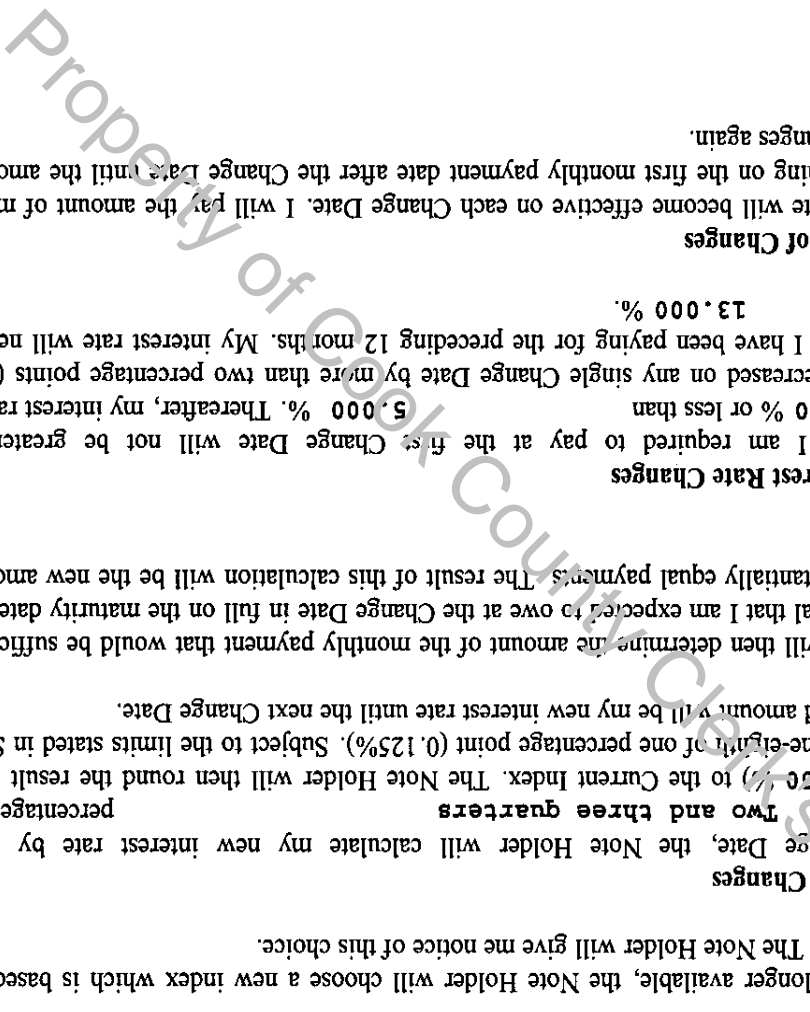 longer available, the Note Holder will choose a new index which is based
The Note Holder will give me notice of this choice.
Changes
ge Date, the Note Holder will calculate my new interest rate by
Two and three quarters percentage
50 %) to the Current Index. The Note Holder will then round the result
ne-eighth of one percentage point (0.125%). Subject to the limits stated in S
d amount will be my new interest rate until the next Change Date.
ill then determine the amount of the monthly payment that would be suffic
al that I am expected to owe at the Change Date in full on the maturity date
tantially equal payments. The result of this calculation will be the new amo
rest Rate Changes
I am required to pay at the first Change Date will not be greater
0 % or less than 5.000 %. Thereafter, my interest ra
creased on any single Change Date by more than two percentage points (
I have been paying for the preceding 12 months. My interest rate will ne
13.000 %.
of Changes
te will become effective on each Change Date. I will pay the amount of m
ing on the first monthly payment date after the Change Date until the amo
nges again.
Property of Cook County Clerk's